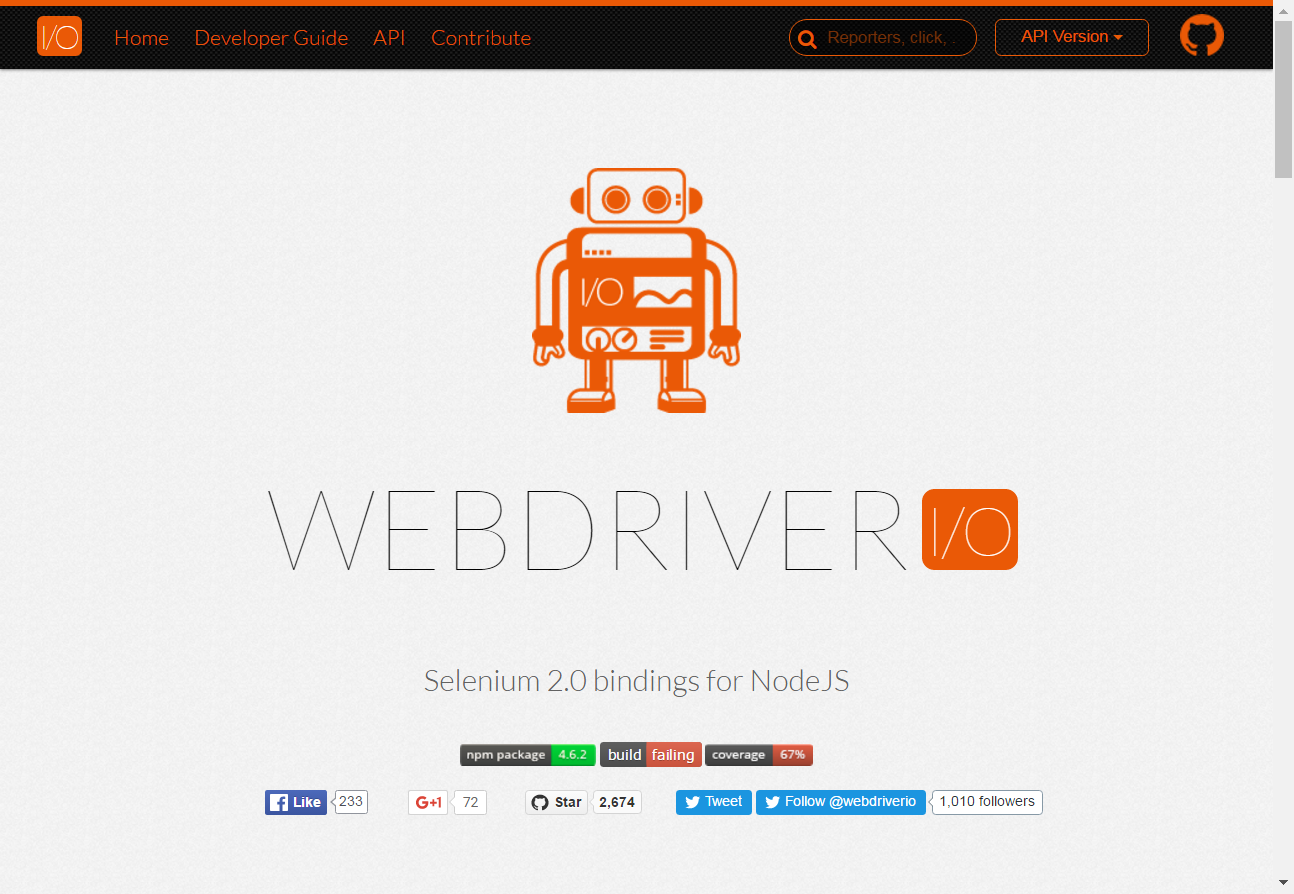 I/O Home Developer Guide API Contribute Reporters, click, . API Version
I/O
WEBDRIVER I/O
Selenium 2.0 bindings for NodeJS
npm package 4.6.2 build failing coverage 67%
Like 233 G+1 72 Star 2,674 Tweet Follow @webdriverio 1,010 followers